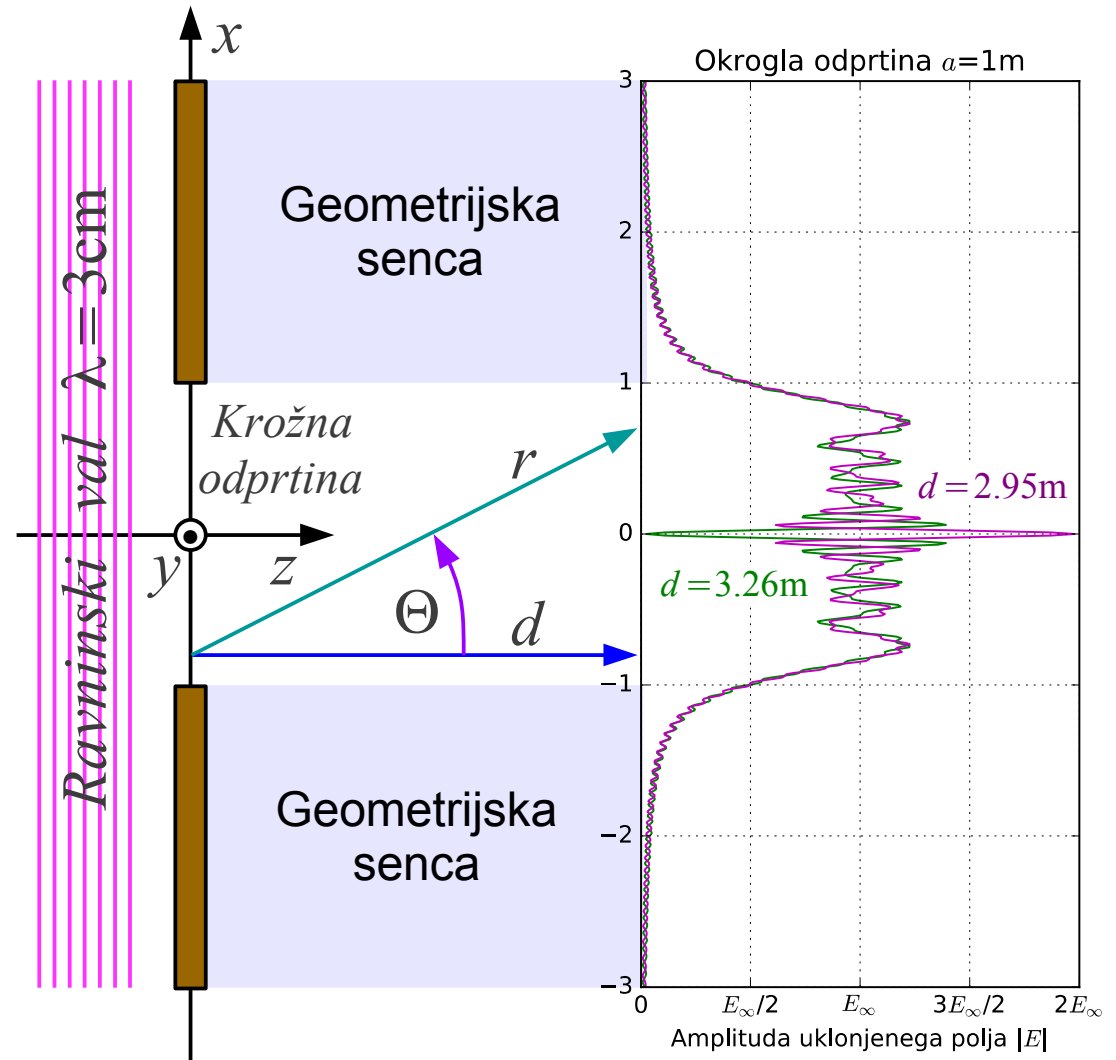 x
Ravninski val λ=3cm
Geometrijska
senca
Krožna
odprtina
r
y
z
Θ
d
Geometrijska
senca
Okrogla odprtina a=1m
3
2
1
0
−1
−2
−3
d=2.95m
d=3.26m
0 E∞/2 E∞ 3E∞/2 2E∞
Amplituda uklonjenega polja |E|